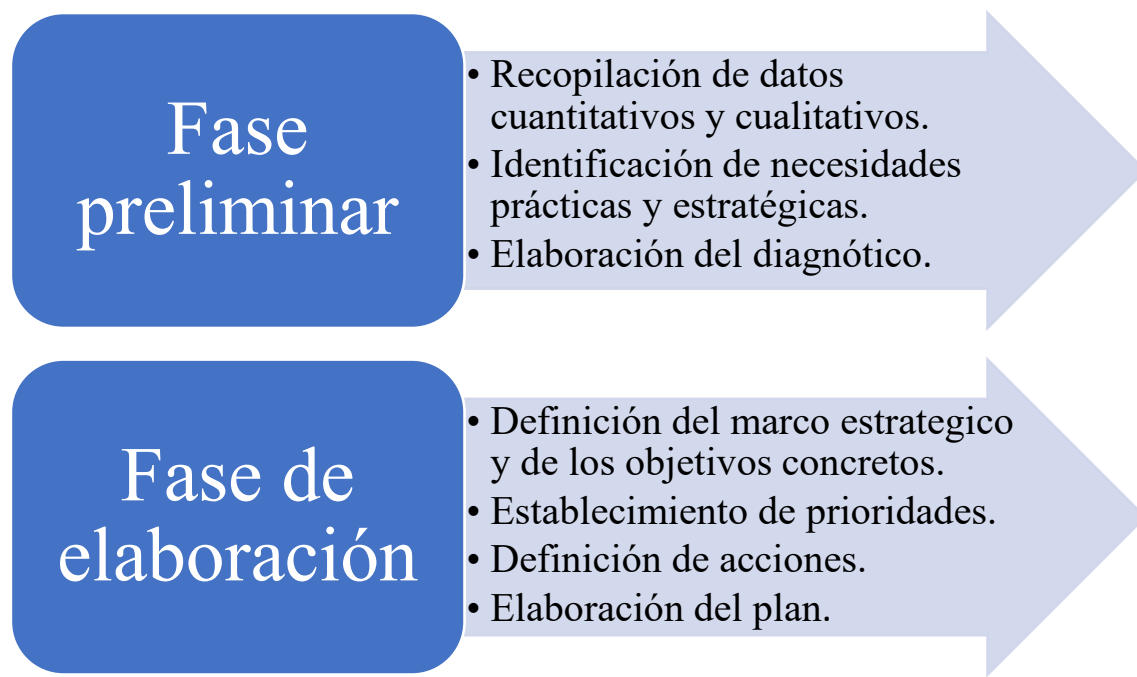 Fase
preliminar
• Recopilación de datos
cuantitativos y cualitativos.
• Identificación de necesidades
prácticas y estratégicas.
• Elaboración del diagnótico.
Fase de
elaboración
• Definición del marco estrategico
y de los objetivos concretos.
• Establecimiento de prioridades.
• Definición de acciones.
• Elaboración del plan.